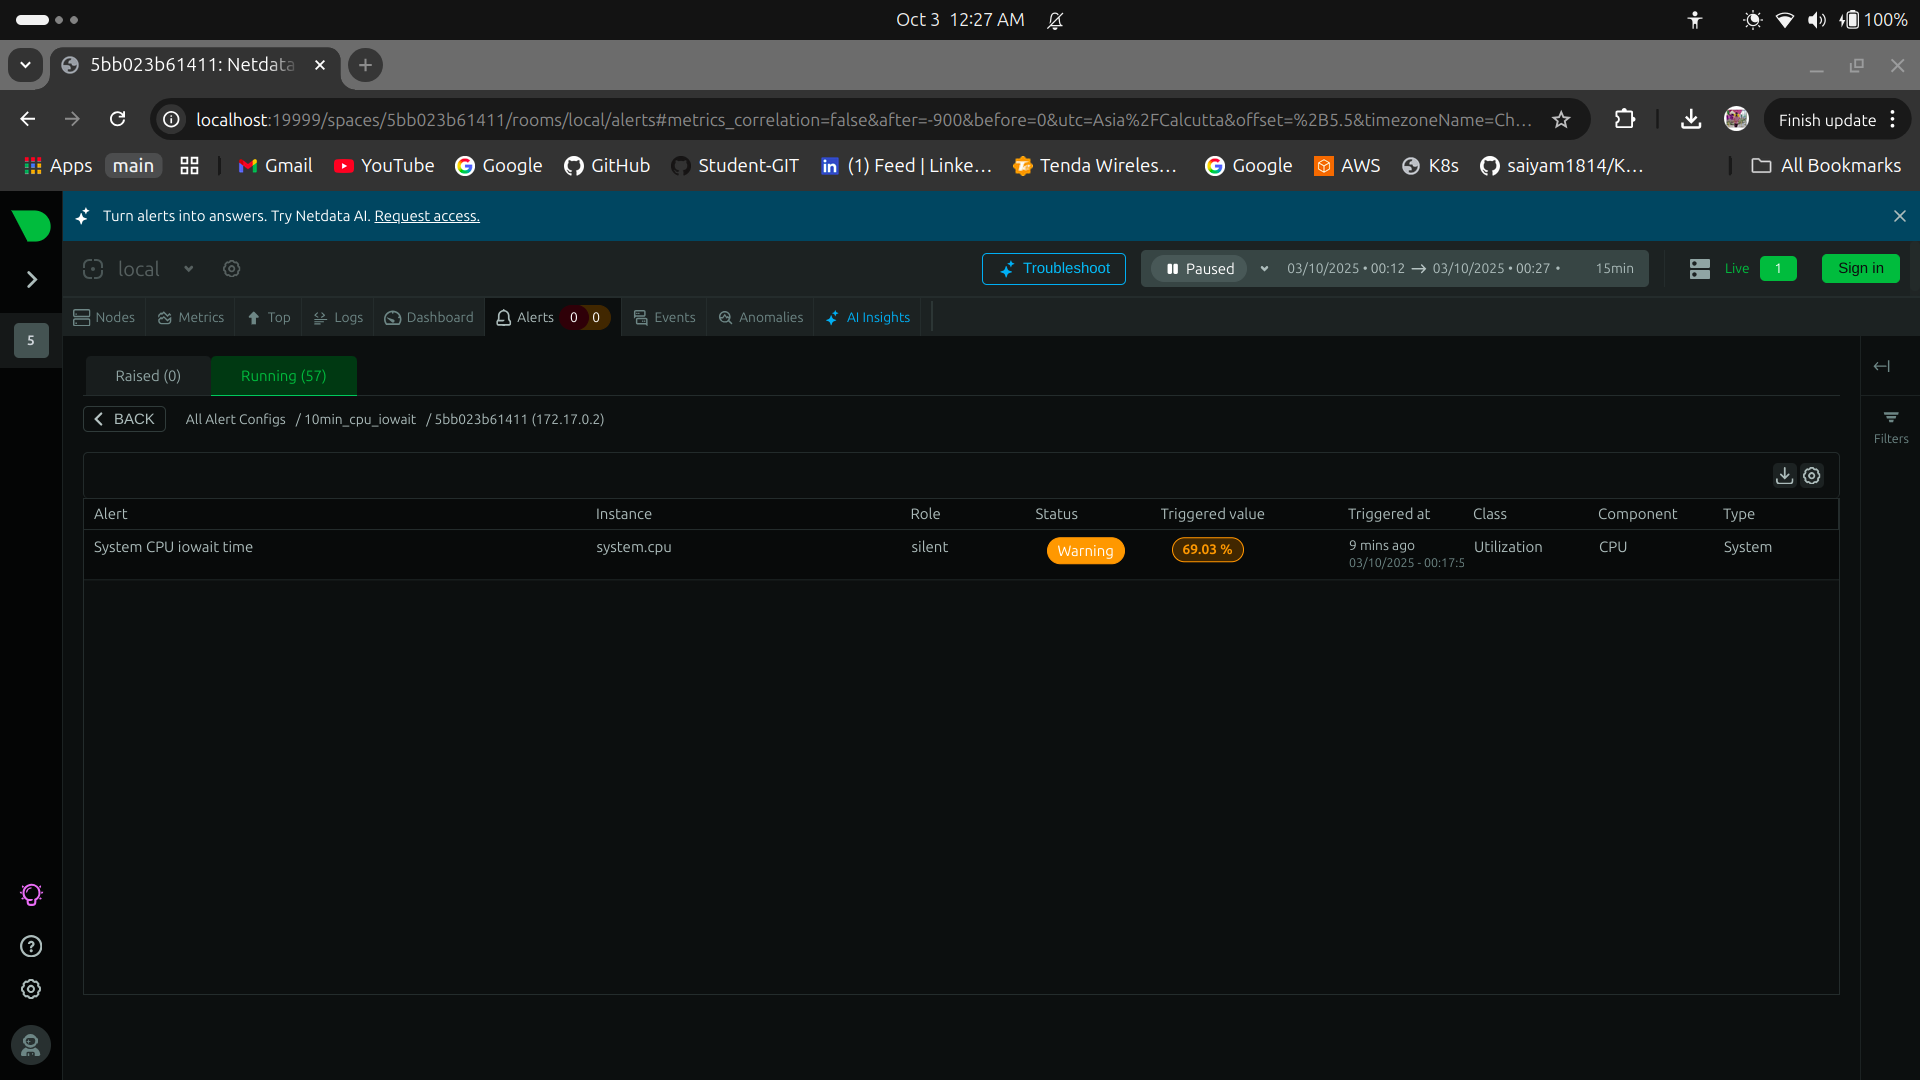 Oct 3 12:27 AM
100%
5bb023b61411: Netdata
localhost:19999/spaces/5bb023b61411/rooms/local/alerts#metrics_correlation=false&after=-900&before=0&utc=Asia%2FCalcutta&offset=%2B5.5&timezoneName=Ch...
Finish update
Apps
main
Gmail
YouTube
Google
GitHub
Student-GIT
(1) Feed | Linke...
Tenda Wireles...
Google
AWS
K8s
saiyam1814/K...
All Bookmarks
Turn alerts into answers. Try Netdata AI. Request access.
local
Troubleshoot
Paused
03/10/2025 • 00:12 → 03/10/2025 • 00:27 •
15min
Live
1
Sign in
Nodes
Metrics
Top
Logs
Dashboard
Alerts
0
0
Events
Anomalies
AI Insights
5
Raised (0)
Running (57)
BACK
All Alert Configs / 10min_cpu_iowait / 5bb023b61411 (172.17.0.2)
Filters
Alert Instance Role Status Triggered value Triggered at Class Component Type
System CPU iowait time system.cpu silent Warning 69.03 % 9 mins ago Utilization CPU System
03/10/2025 - 00:17:5